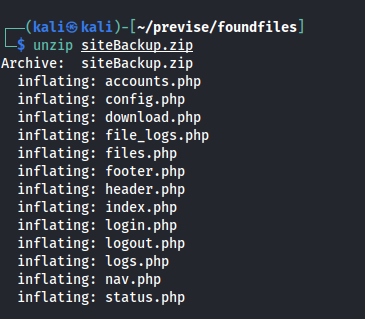 ┌──(kali㉿kali)-[~/previse/foundfiles]
└─$ unzip siteBackup.zip
Archive:  siteBackup.zip
  inflating: accounts.php
  inflating: config.php
  inflating: download.php
  inflating: file_logs.php
  inflating: files.php
  inflating: footer.php
  inflating: header.php
  inflating: index.php
  inflating: login.php
  inflating: logout.php
  inflating: logs.php
  inflating: nav.php
  inflating: status.php